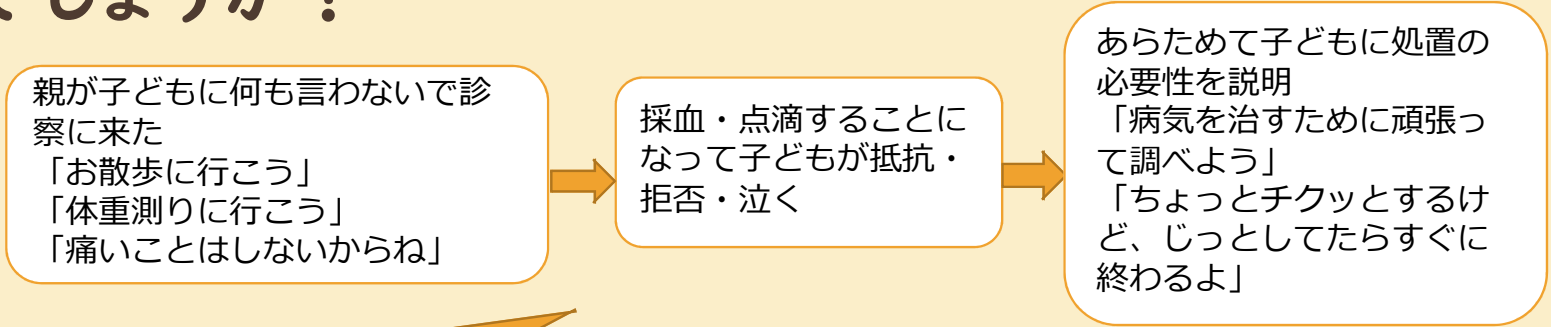 でしょうか？
親が子どもに何も言わないで診
察に来た
「お散歩に行こう」
「体重測りに行こう」
「痛いことはしないからね」
採血・点滴することに
なって子どもが抵抗・
拒否・泣く
あらためて子どもに処置の
必要性を説明
「病気を治すために頑張っ
て調べよう」
「ちょっとチクッとするけ
ど、じっとしてたらすぐに
終わるよ」